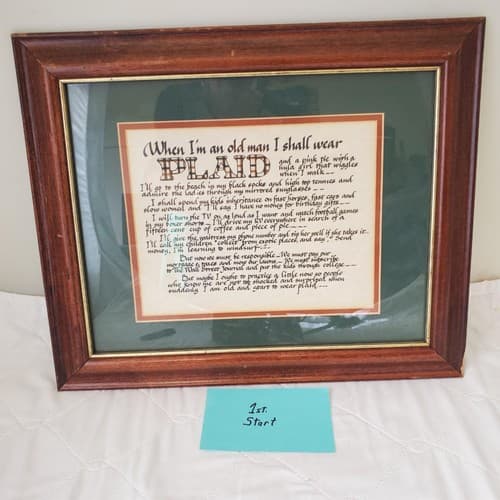 When I'm an old man I shall wear
PLAID and a pink tie with a
hula girl that wiggles
when I walk - -
I'll go to the beach in my black socks and high top tennies and
admire the ladies through my mirrored sunglasses - -
I shall spend my kids inheritance on fast horses, fast cars and
slow women, and I'll say I have no money for birthday gifts - -
I will turn the TV on as loud as I want and watch football games
in my boxer shorts - I'll drive my RV everywhere in search of a
fifteen cent cup of coffee and piece of pie - - -
I'll give the waitress my phone number and tip her well if she takes it..
I'll call my children "collect" from exotic places, and say, "Send
money, I'm learning to windsurf - -"
But now we must be responsible - We must pay our
mortgage & taxes and mow the lawns - We must subscribe
to the Wall Street Journal and put the kids through college - - -
But maybe I ought to practice a little now so people
who know me are not too shocked and surprised when
suddenly I am old and start to wear plaid - -
1st.
Start